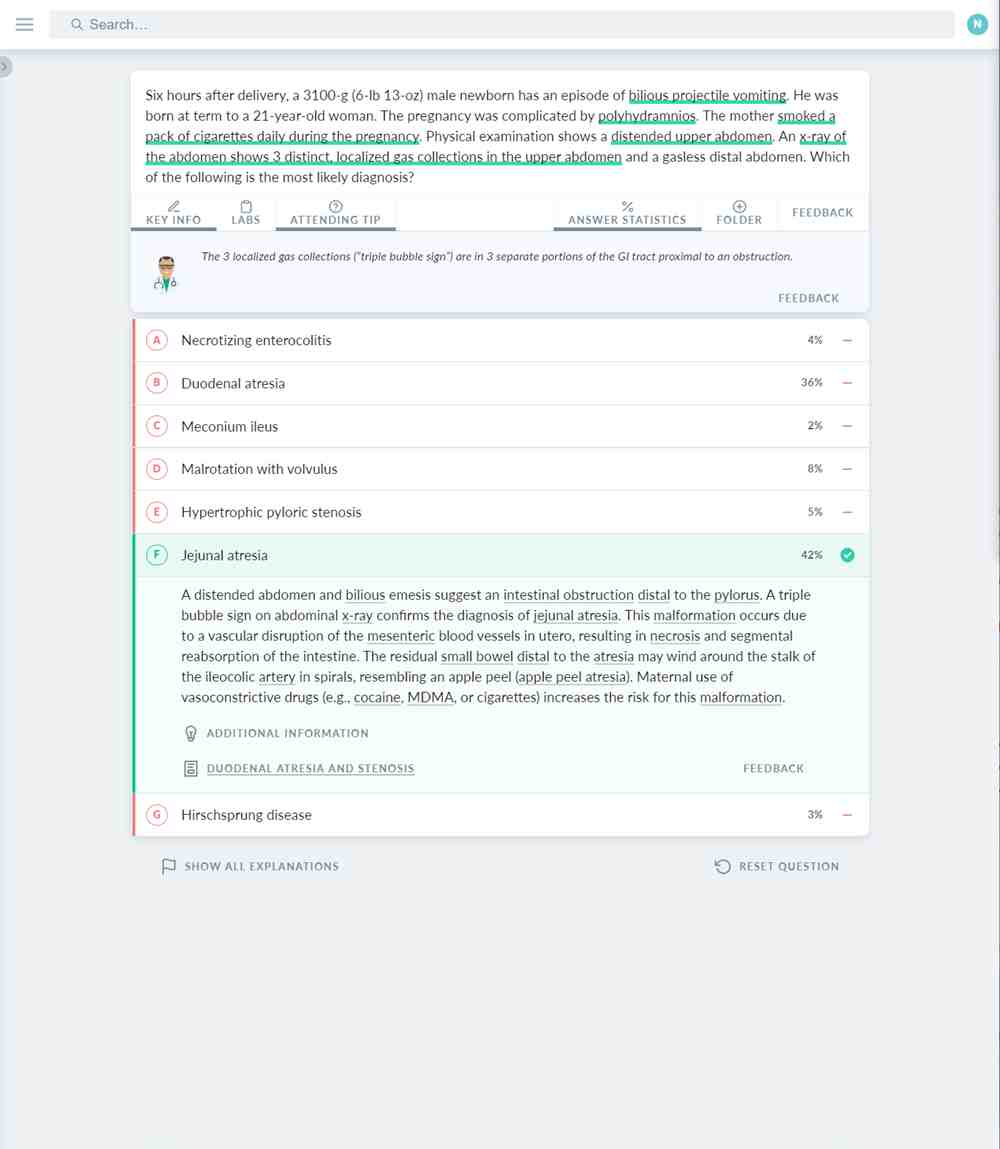 Search...
N
Six hours after delivery, a 3100-g (6-lb 13-oz) male newborn has an episode of bilious projectile vomiting. He was
born at term to a 21-year-old woman. The pregnancy was complicated by polyhydramnios. The mother smoked a
pack of cigarettes daily during the pregnancy. Physical examination shows a distended upper abdomen. An x-ray of
the abdomen shows 3 distinct, localized gas collections in the upper abdomen and a gasless distal abdomen. Which
of the following is the most likely diagnosis?
KEY INFO LABS ATTENDING TIP ANSWER STATISTICS FOLDER FEEDBACK
The 3 localized gas collections ("triple bubble sign") are in 3 separate portions of the GI tract proximal to an obstruction.
FEEDBACK
A Necrotizing enterocolitis 4%
B Duodenal atresia 36%
C Meconium ileus 2%
D Malrotation with volvulus 8%
E Hypertrophic pyloric stenosis 5%
F Jejunal atresia 42%
A distended abdomen and bilious emesis suggest an intestinal obstruction distal to the pylorus. A triple
bubble sign on abdominal x-ray confirms the diagnosis of jejunal atresia. This malformation occurs due
to a vascular disruption of the mesenteric blood vessels in utero, resulting in necrosis and segmental
reabsorption of the intestine. The residual small bowel distal to the atresia may wind around the stalk of
the ileocolic artery in spirals, resembling an apple peel (apple peel atresia). Maternal use of
vasoconstrictive drugs (e.g., cocaine, MDMA, or cigarettes) increases the risk for this malformation.
ADDITIONAL INFORMATION
DUODENAL ATRESIA AND STENOSIS FEEDBACK
G Hirschsprung disease 3%
SHOW ALL EXPLANATIONS RESET QUESTION